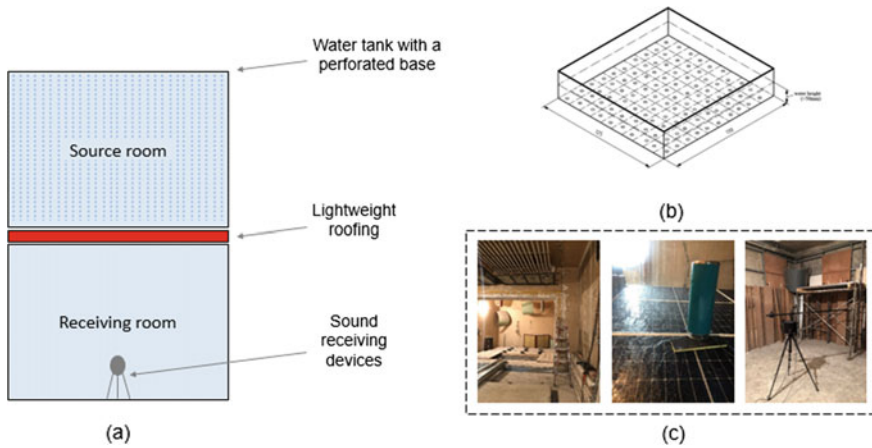 Water tank with a
perforated base
Source room
Lightweight
roofing
Receiving room
Sound
receiving
devices
(a)
(b)
(c)